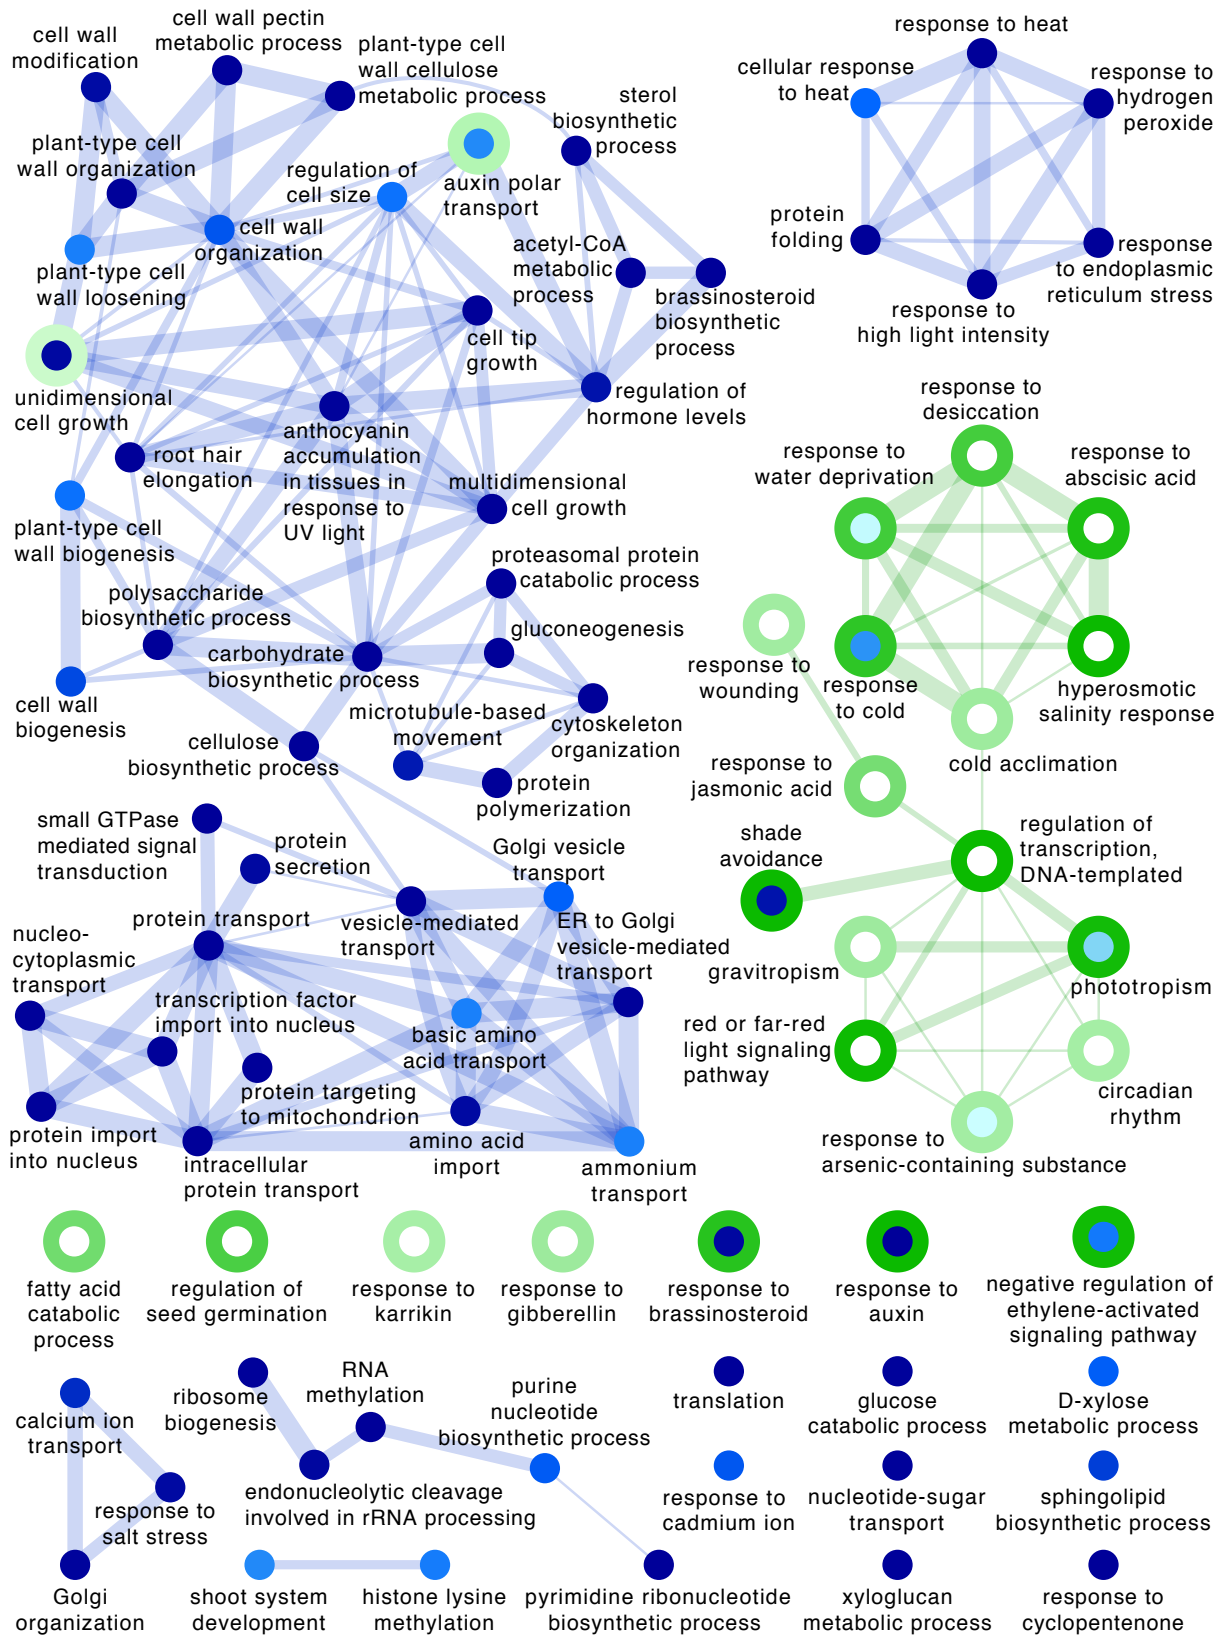 cell wall
modification
cell wall pectin
metabolic process
plant-type cell
wall cellulose
metabolic process
sterol
biosynthetic
process
plant-type cell
wall organization
regulation of
cell size
auxin polar
transport
cell wall
organization
plant-type cell
wall loosening
acetyl-CoA
metabolic
process
brassinosteroid
biosynthetic
process
cell tip
growth
unidimensional
cell growth
regulation of
hormone levels
anthocyanin
accumulation
in tissues in
response to
UV light
root hair
elongation
multidimensional
cell growth
plant-type cell
wall biogenesis
proteasomal protein
catabolic process
polysaccharide
biosynthetic process
gluconeogenesis
carbohydrate
biosynthetic process
cell wall
biogenesis
microtubule-based
movement
cytoskeleton
organization
cellulose
biosynthetic process
protein
polymerization
response to heat
cellular response
to heat
response to
hydrogen
peroxide
protein
folding
response
to endoplasmic
reticulum stress
response to
high light intensity
response to
desiccation
response to
water deprivation
response to
abscisic acid
response to
wounding
response
to cold
hyperosmotic
salinity response
cold acclimation
response to
jasmonic acid
regulation of
transcription,
DNA-templated
shade
avoidance
gravitropism
phototropism
red or far-red
light signaling
pathway
circadian
rhythm
response to
arsenic-containing substance
small GTPase
mediated signal
transduction
protein
secretion
Golgi vesicle
transport
protein transport
vesicle-mediated
transport
ER to Golgi
vesicle-mediated
transport
nucleo-
cytoplasmic
transport
transcription factor
import into nucleus
basic amino
acid transport
protein targeting
to mitochondrion
protein import
into nucleus
intracellular
protein transport
amino acid
import
ammonium
transport
fatty acid
catabolic
process
regulation of
seed germination
response to
karrikin
response to
gibberellin
response to
brassinosteroid
response to
auxin
negative regulation of
ethylene-activated
signaling pathway
calcium ion
transport
ribosome
biogenesis
RNA
methylation
purine
nucleotide
biosynthetic process
translation
glucose
catabolic process
D-xylose
metabolic process
response to
salt stress
endonucleolytic cleavage
involved in rRNA processing
response to
cadmium ion
nucleotide-sugar
transport
sphingolipid
biosynthetic process
Golgi
organization
shoot system
development
histone lysine
methylation
pyrimidine ribonucleotide
biosynthetic process
xyloglucan
metabolic process
response to
cyclopentenone